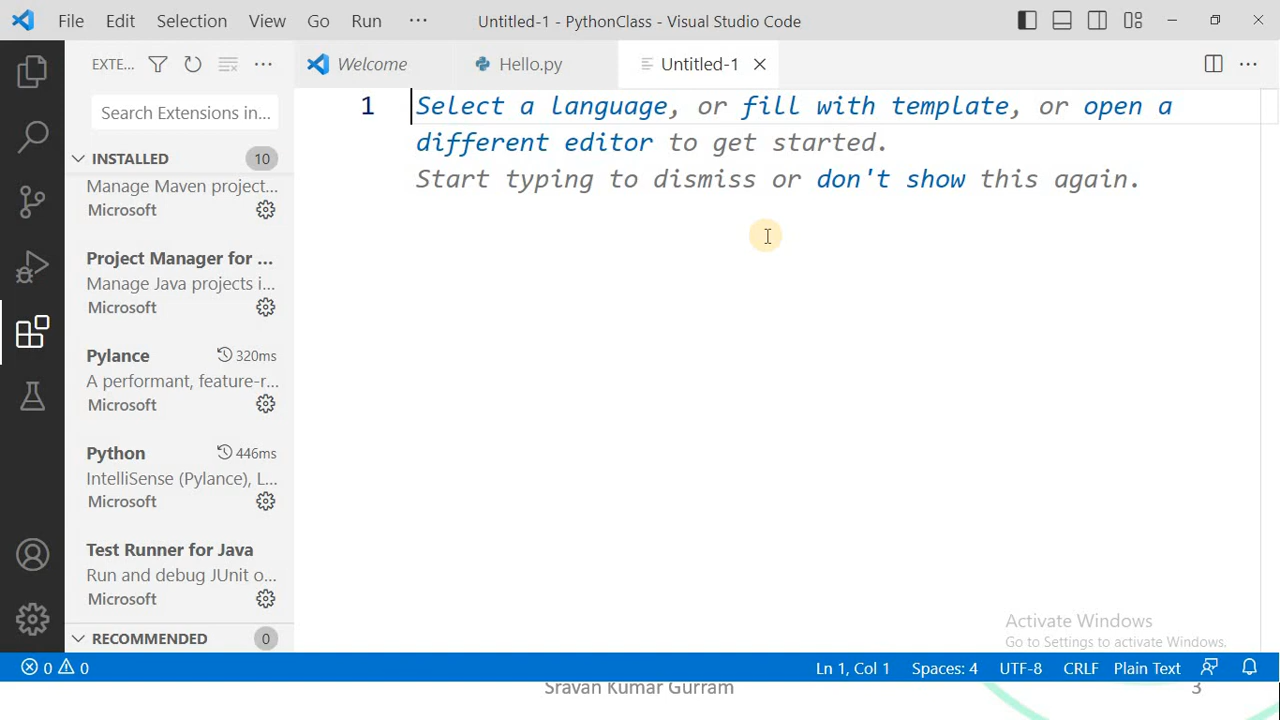 File Edit Selection View Go Run ··· Untitled-1 - PythonClass - Visual Studio Code
EXTE... ···
Welcome Hello.py Untitled-1 ···
Search Extensions in...
INSTALLED 10
Manage Maven project...
Microsoft
Project Manager for ...
Manage Java projects i...
Microsoft
Pylance 320ms
A performant, feature-r...
Microsoft
Python 446ms
IntelliSense (Pylance), L...
Microsoft
Test Runner for Java
Run and debug JUnit o...
Microsoft
RECOMMENDED 0
1 Select a language, or fill with template, or open a
different editor to get started.
Start typing to dismiss or don't show this again.
Activate Windows
Go to Settings to activate Windows.
0 0 Ln 1, Col 1 Spaces: 4 UTF-8 CRLF Plain Text
Sravan Kumar Gurram 3